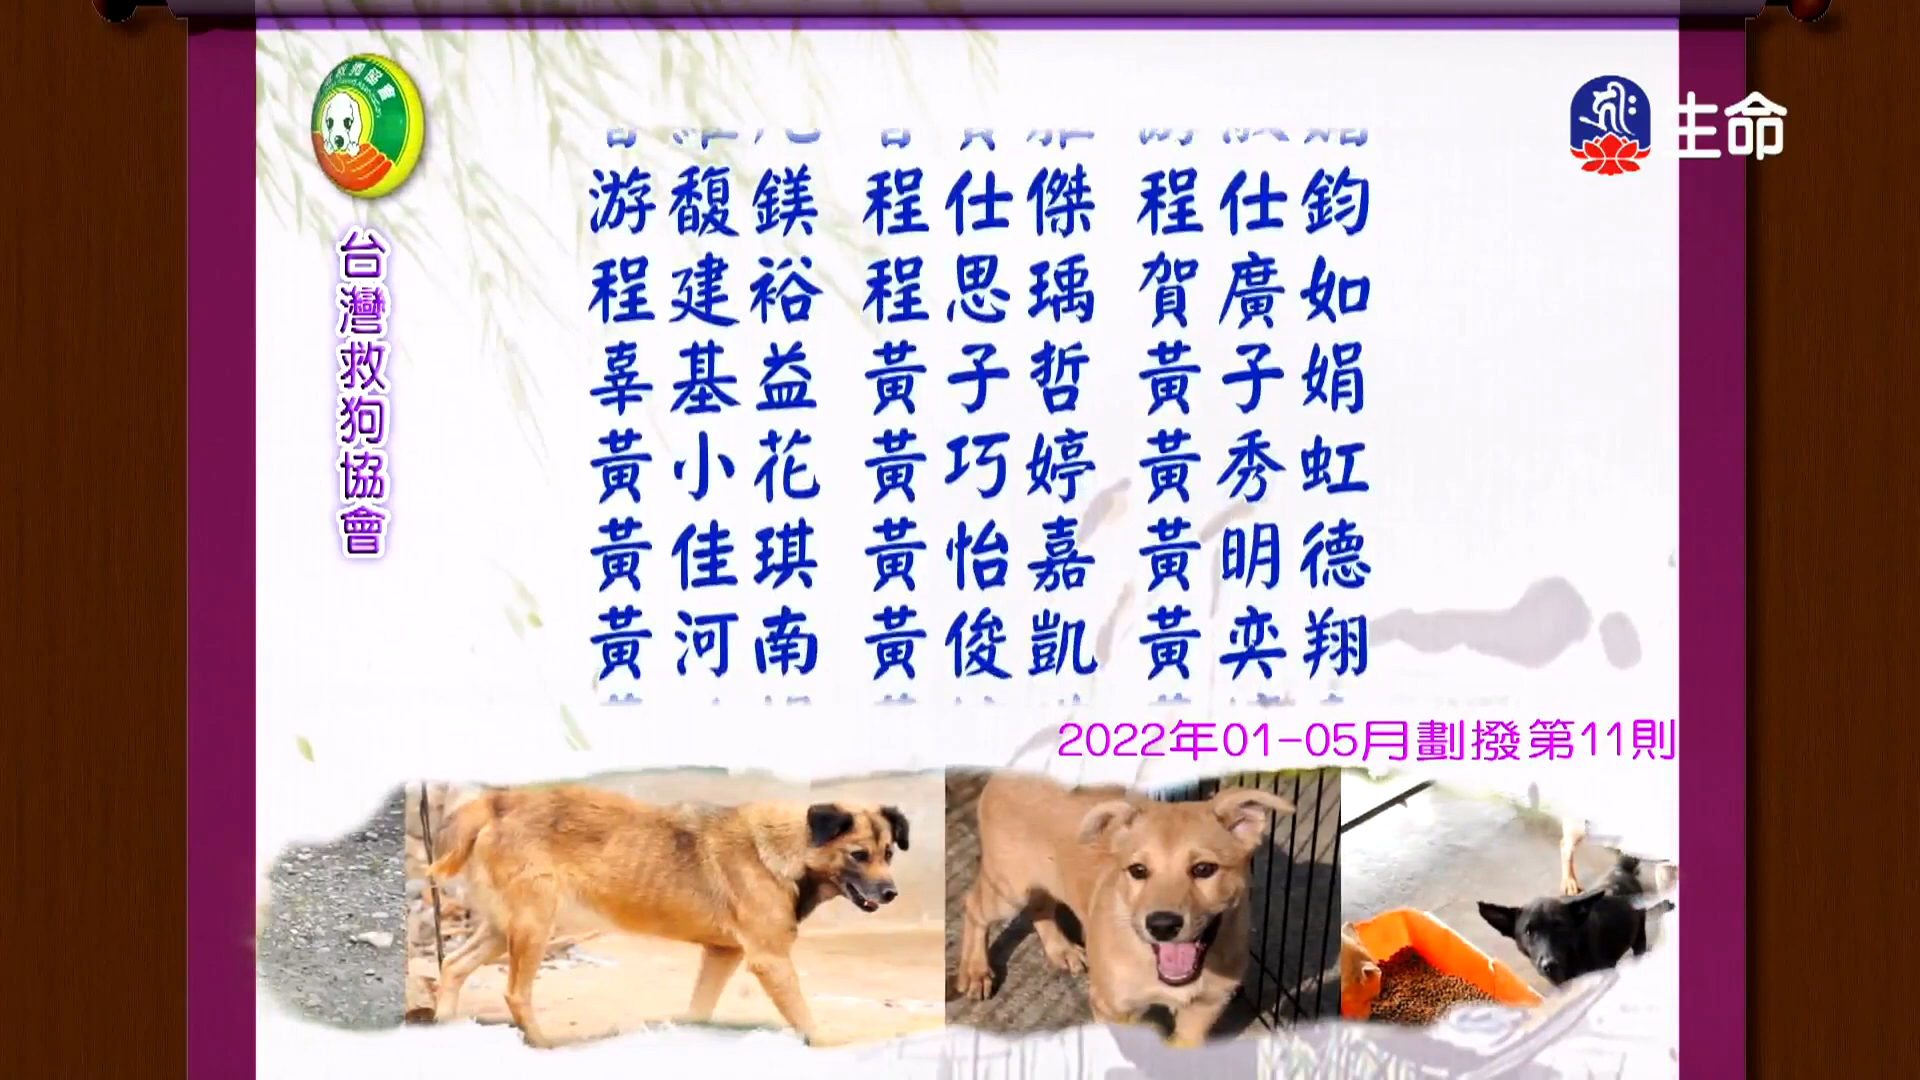 生命
台灣救狗協會
游馥鎂 程仕傑 程仕鈞
程建裕 程思瑀 賀廣如
辜基益 黃子哲 黃子娟
黃小花 黃巧婷 黃秀虹
黃佳琪 黃怡嘉 黃明德
黃河南 黃俊凱 黃奕翔
2022年01-05月劃撥第11則